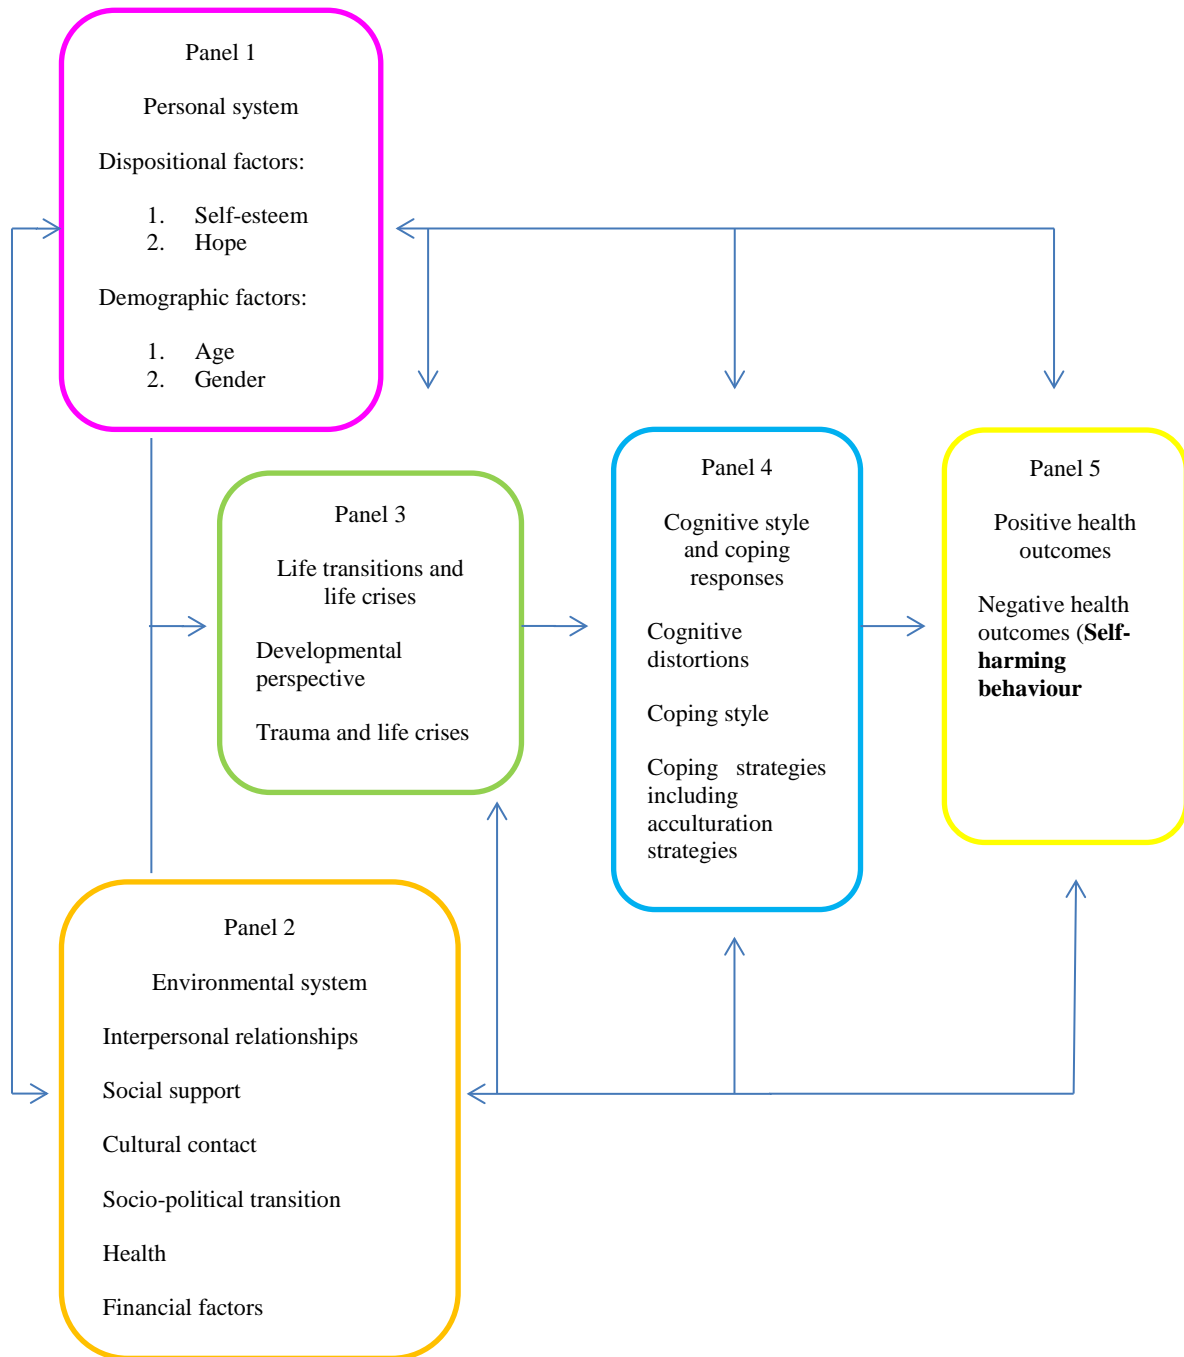 Panel 1
Personal system
Dispositional factors:
1. Self-esteem
2. Hope
Demographic factors:
1. Age
2. Gender
Panel 3
Life transitions and
life crises
Developmental
perspective
Trauma and life crises
Panel 4
Cognitive style
and coping
responses
Cognitive
distortions
Coping style
Coping strategies
including
acculturation
strategies
Panel 5
Positive health
outcomes
Negative health
outcomes (Self-
harming
behaviour
Panel 2
Environmental system
Interpersonal relationships
Social support
Cultural contact
Socio-political transition
Health
Financial factors